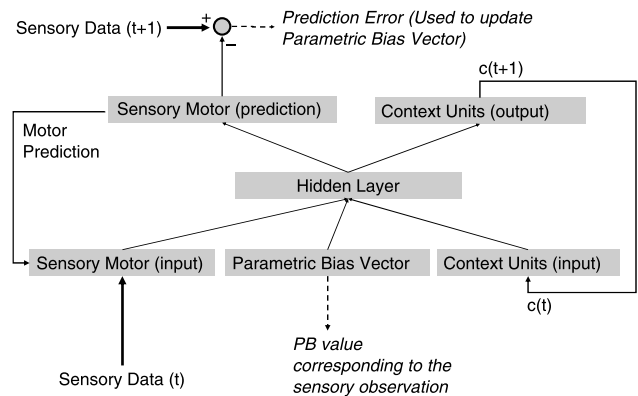 Sensory Data (t+1)
+
−
Prediction Error (Used to update
Parametric Bias Vector)
c(t+1)
Sensory Motor (prediction)
Context Units (output)
Motor
Prediction
Hidden Layer
Sensory Motor (input)
Parametric Bias Vector
Context Units (input)
c(t)
PB value
corresponding to the
sensory observation
Sensory Data (t)